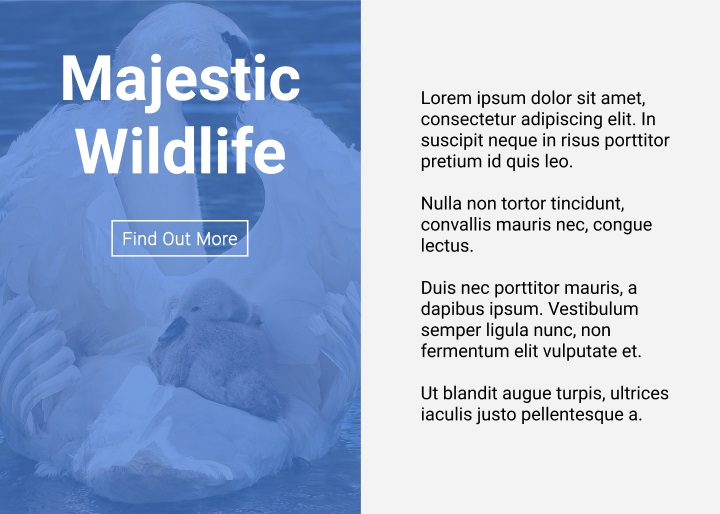 Majestic
Wildlife
Find Out More
Lorem ipsum dolor sit amet,
consectetur adipiscing elit. In
suscipit neque in risus porttitor
pretium id quis leo.
Nulla non tortor tincidunt,
convallis mauris nec, congue
lectus.
Duis nec porttitor mauris, a
dapibus ipsum. Vestibulum
semper ligula nunc, non
fermentum elit vulputate et.
Ut blandit augue turpis, ultrices
iaculis justo pellentesque a.